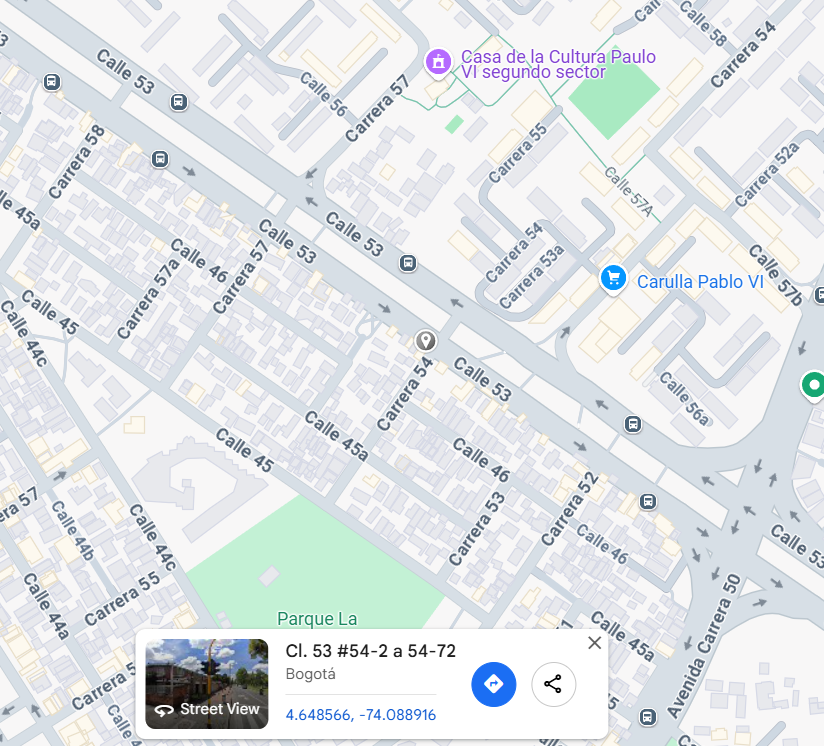 Calle 58
Carrera 54
Calle 53
Casa de la Cultura Paulo
VI segundo sector
Calle 56
Carrera 57
Carrera 58
Carrera 55
Carrera 52a
Calle 57A
Calle 53
Calle 53
Carrera 54
Carrera 53a
Calle 57b
Calle 46
Carrera 57
Carulla Pablo VI
Carrera 57a
Calle 45
Calle 44c
Calle 53
Carrera 54
Calle 56a
Calle 45a
Calle 45
Calle 46
Carrera 52
Carrera 53
Calle 44b
Calle 44c
Calle 46
Calle 53
Carrera 55
Calle 44a
Avenida Carrera 50
Parque La
Calle 45a
Cl. 53 #54-2 a 54-72
Bogotá
Street View
4.648566, -74.088916